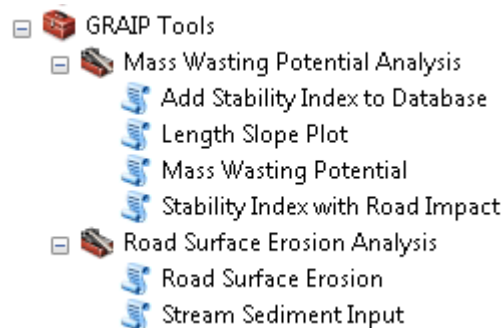 GRAIP Tools
Mass Wasting Potential Analysis
Add Stability Index to Database
Length Slope Plot
Mass Wasting Potential
Stability Index with Road Impact
Road Surface Erosion Analysis
Road Surface Erosion
Stream Sediment Input